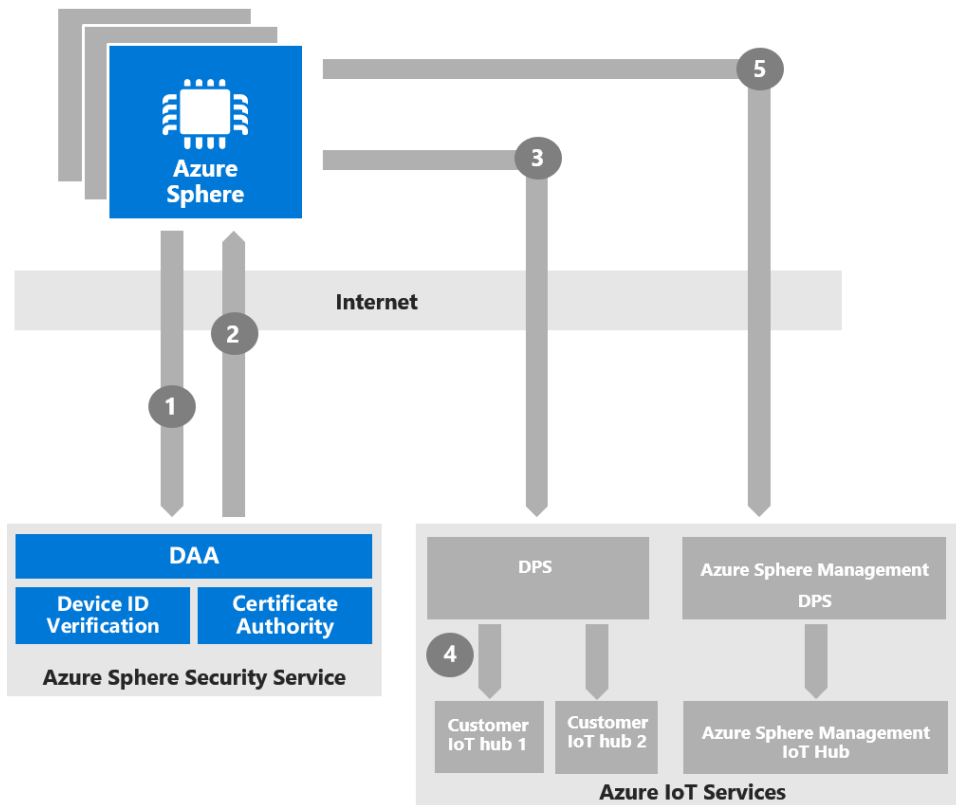 5
3
Azure
Sphere
Internet
2
1
DAA
Device ID
Verification
Certificate
Authority
Azure Sphere Security Service
DPS
Azure Sphere Management
DPS
4
Customer
IoT hub 1
Customer
IoT hub 2
Azure Sphere Management
IoT Hub
Azure IoT Services